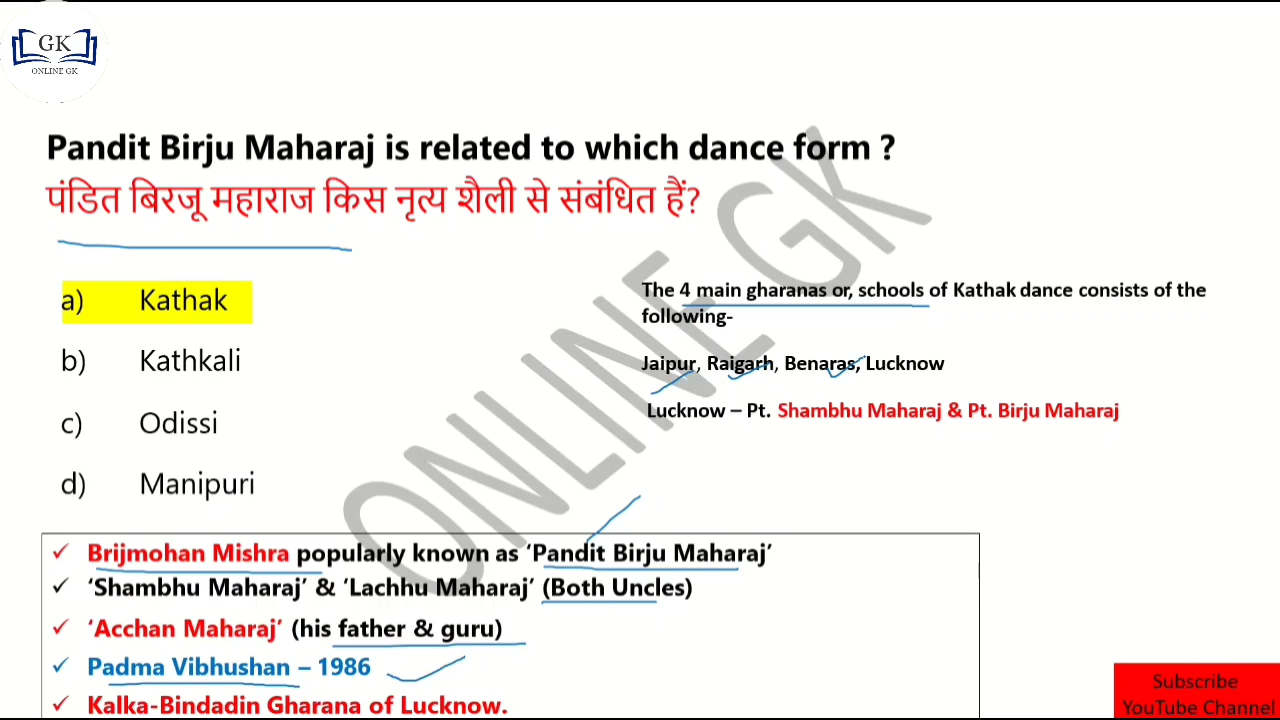 GK
ONLINE GK
Pandit Birju Maharaj is related to which dance form ?
पंडित बिरजू महाराज किस नृत्य शैली से संबंधित हैं?
a) Kathak
b) Kathkali
c) Odissi
d) Manipuri
The 4 main gharanas or, schools of Kathak dance consists of the
following-
Jaipur, Raigarh, Benaras, Lucknow
Lucknow – Pt. Shambhu Maharaj & Pt. Birju Maharaj
ONLINE GK
✓ Brijmohan Mishra popularly known as ‘Pandit Birju Maharaj’
✓ ‘Shambhu Maharaj’ & ‘Lachhu Maharaj’ (Both Uncles)
✓ ‘Acchan Maharaj’ (his father & guru)
✓ Padma Vibhushan – 1986
✓ Kalka-Bindadin Gharana of Lucknow.
Subscribe
YouTube Channel